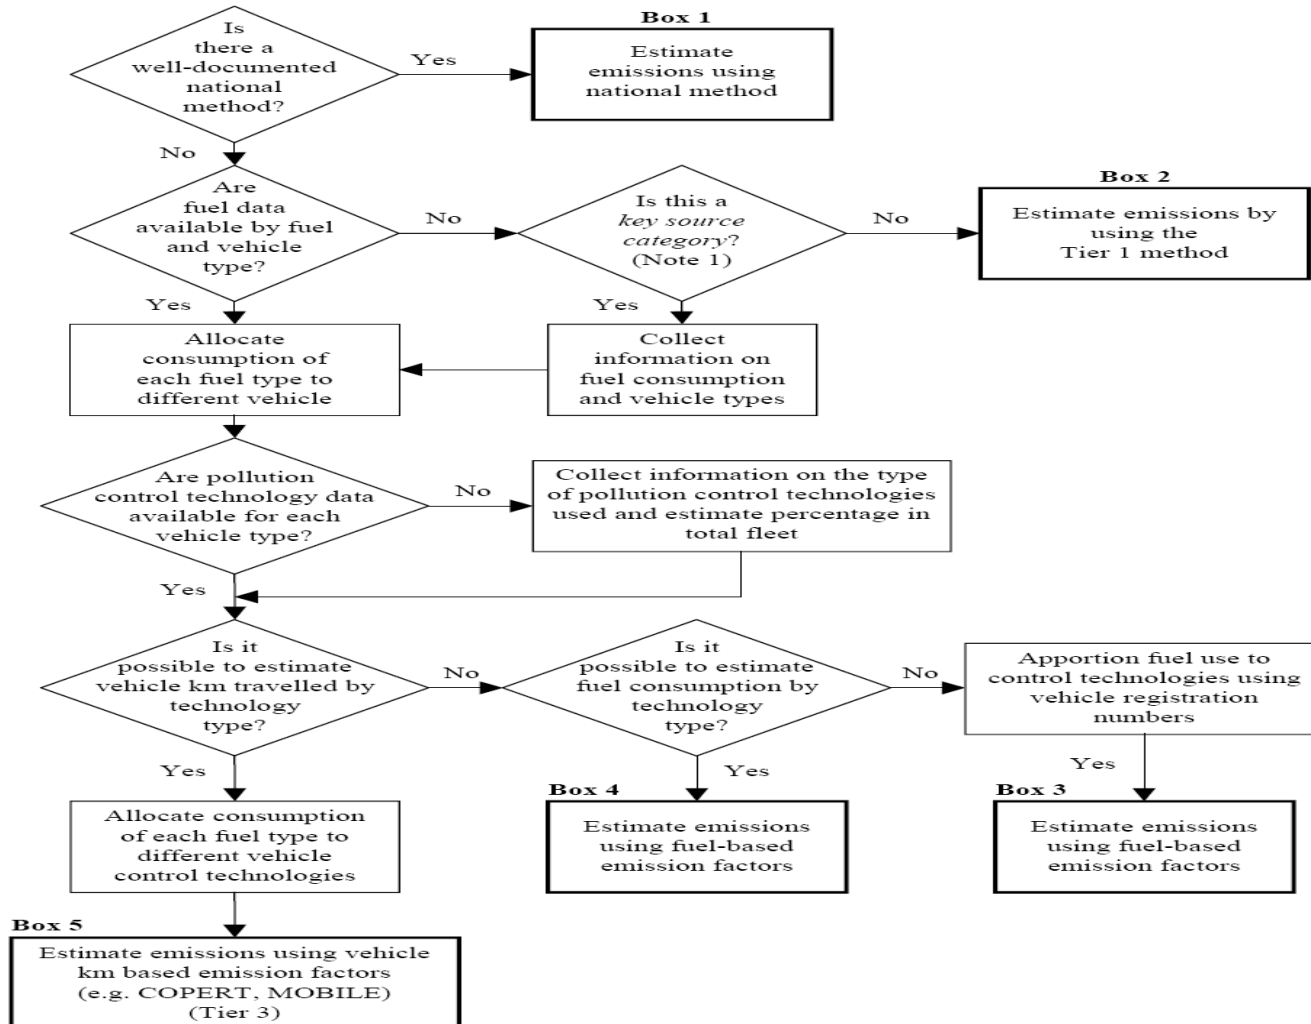 Box 1
Is
there a
well-documented
national
method?
Yes
Estimate
emissions using
national method
No
Box 2
Are
fuel data
available by fuel
and vehicle
type?
No
Is this a
key source
category?
(Note 1)
No
Estimate emissions by
using the
Tier 1 method
Yes
Yes
Allocate
consumption of
each fuel type to
different vehicle
Collect
information on
fuel consumption
and vehicle types
Are pollution
control technology data
available for each
vehicle type?
No
Collect information on the type
of pollution control technologies
used and estimate percentage in
total fleet
Yes
Is it
possible to estimate
vehicle km travelled by
technology
type?
No
Is it
possible to estimate
fuel consumption by
technology
type?
No
Apportion fuel use to
control technologies using
vehicle registration
numbers
Yes
Yes
Yes
Allocate consumption
of each fuel type to
different vehicle
control technologies
Box 4
Estimate emissions
using fuel-based
emission factors
Box 3
Estimate emissions
using fuel-based
emission factors
Box 5
Estimate emissions using vehicle
km based emission factors
(e.g. COPERT, MOBILE)
(Tier 3)